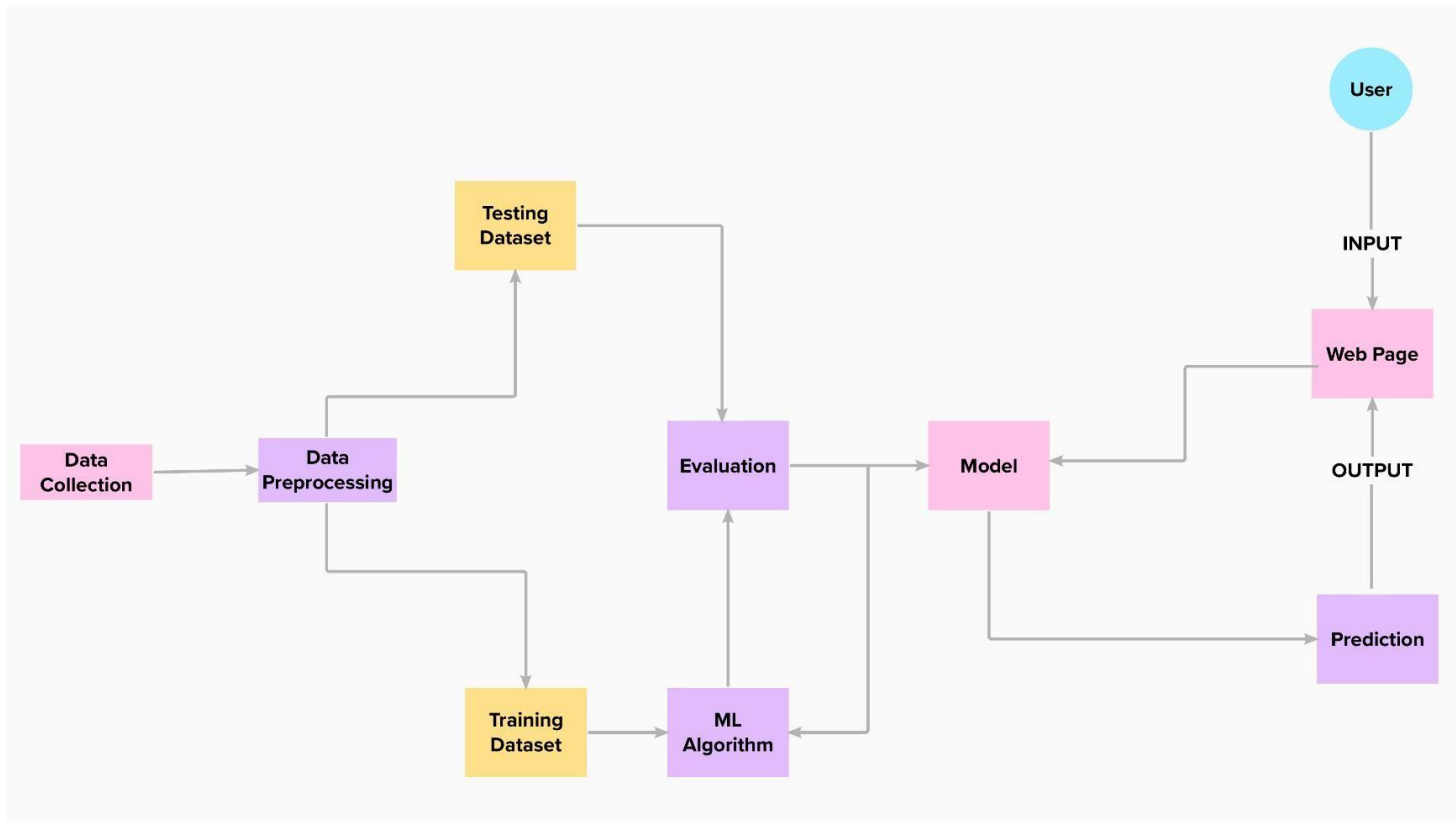 User
Testing
Dataset
INPUT
Web Page
Data
Collection
Data
Preprocessing
Evaluation
Model
OUTPUT
Prediction
Training
Dataset
ML
Algorithm